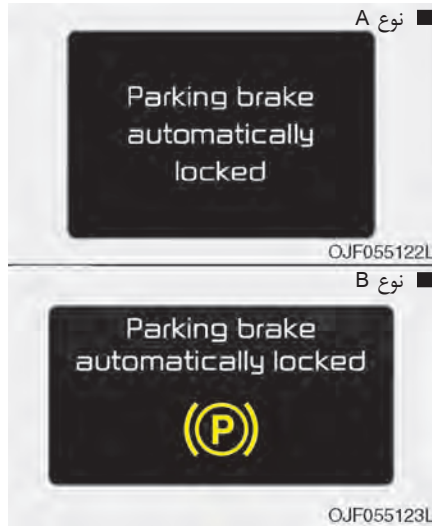 ■ نوع A
Parking brake
automatically
locked
OJF055122L
■ نوع B
Parking brake
automatically locked
(P)
OJF055123L